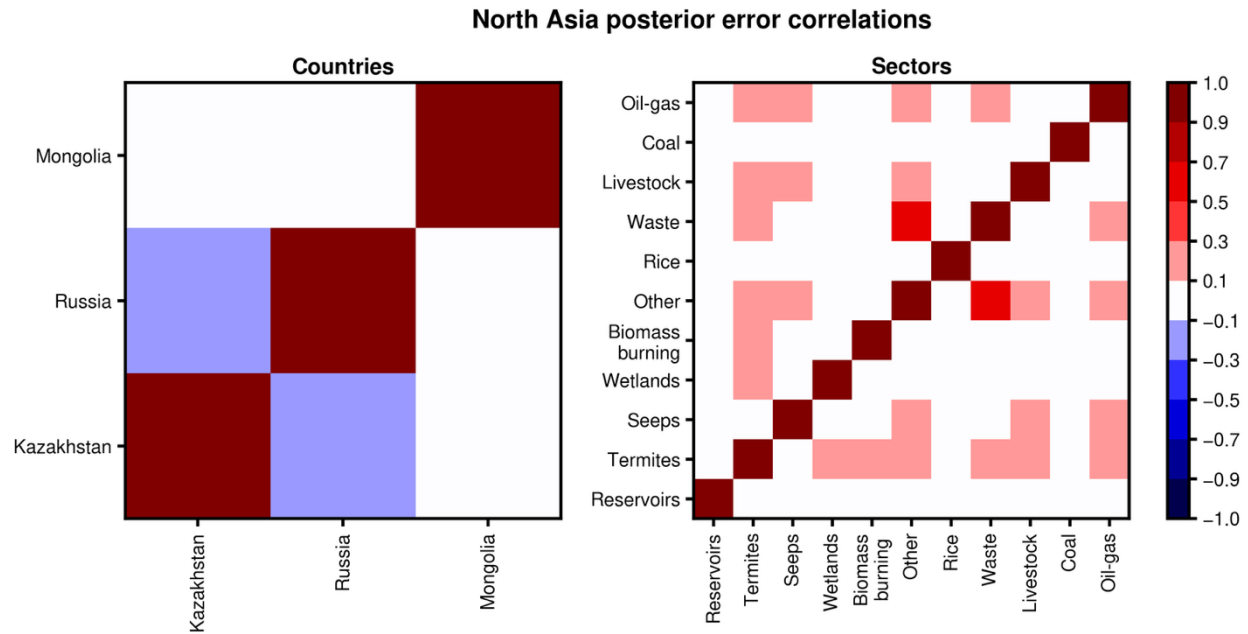 North Asia posterior error correlations
Countries
Mongolia
Russia
Kazakhstan
Kazakhstan
Russia
Mongolia
Sectors
Oil-gas
Coal
Livestock
Waste
Rice
Other
Biomass
burning
Wetlands
Seeps
Termites
Reservoirs
Reservoirs
Termites
Seeps
Wetlands
Biomass
burning
Other
Rice
Waste
Livestock
Coal
Oil-gas
1.0
0.9
0.7
0.5
0.3
0.1
−0.1
−0.3
−0.5
−0.7
−0.9
−1.0